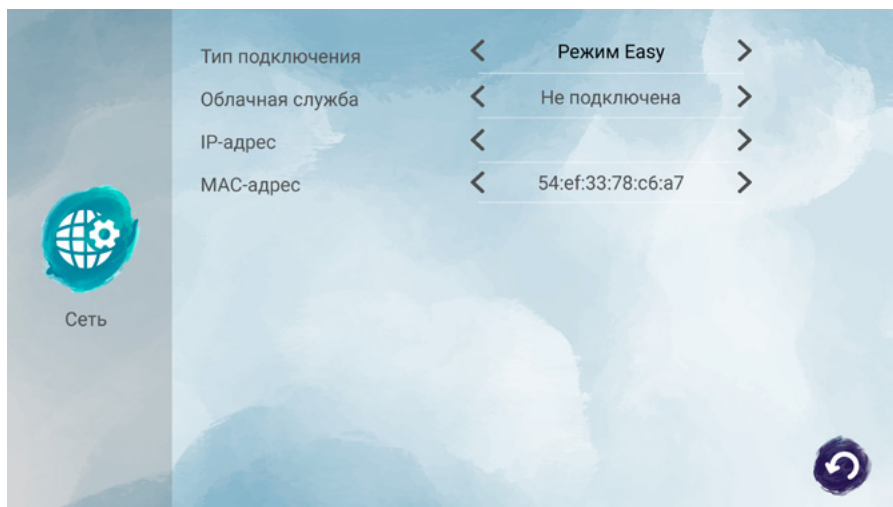 Тип подключения
Режим Easy
Облачная служба
Не подключена
IP-адрес
MAC-адрес
54:ef:33:78:c6:a7
Сеть